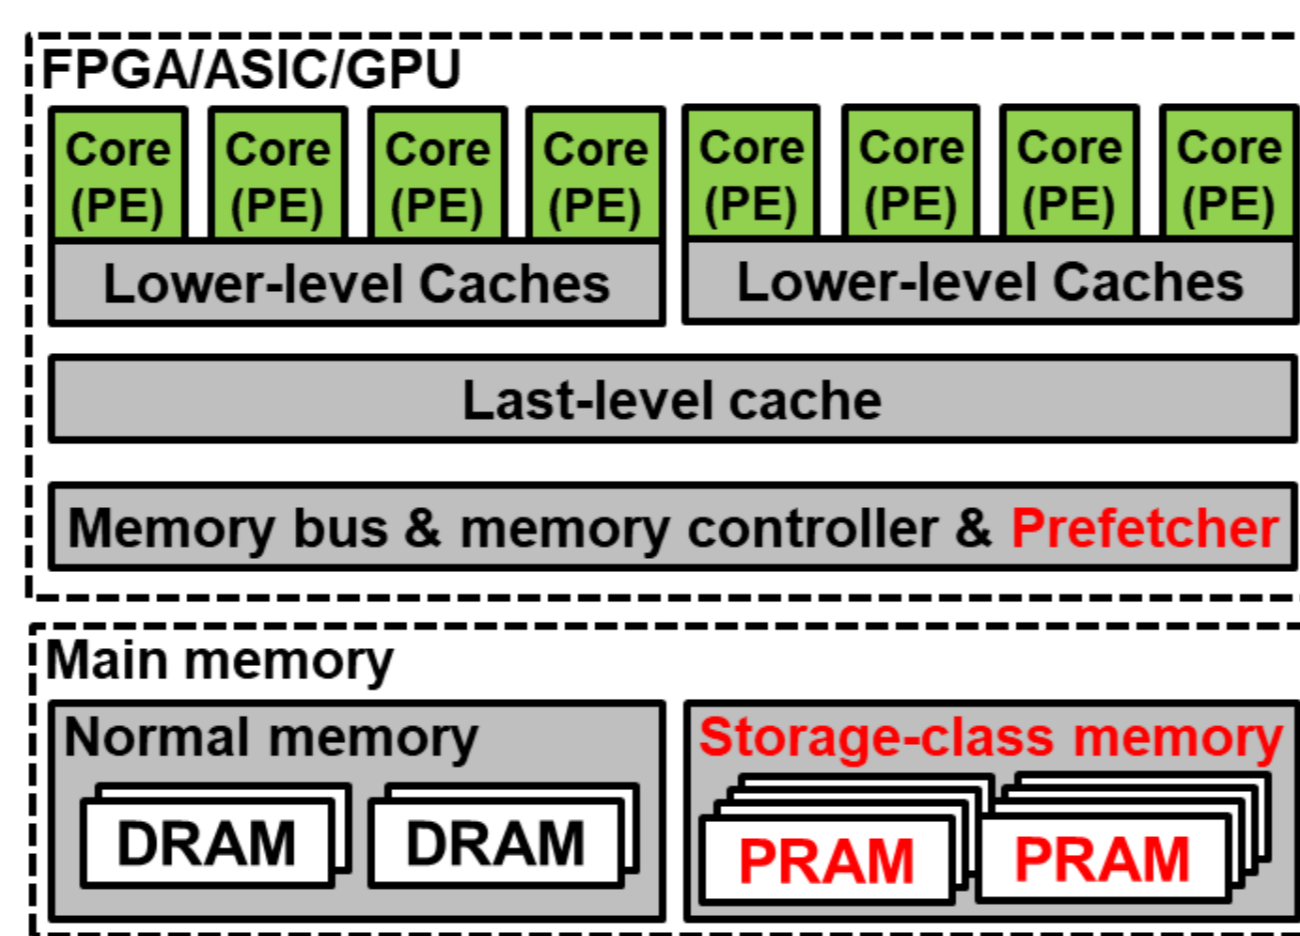 FPGA/ASIC/GPU
Core Core Core Core Core Core Core Core
(PE) (PE) (PE) (PE) (PE) (PE) (PE) (PE)
Lower-level Caches Lower-level Caches
Last-level cache
Memory bus & memory controller & Prefetcher
Main memory
Normal memory Storage-class memory
DRAM DRAM PRAM PRAM